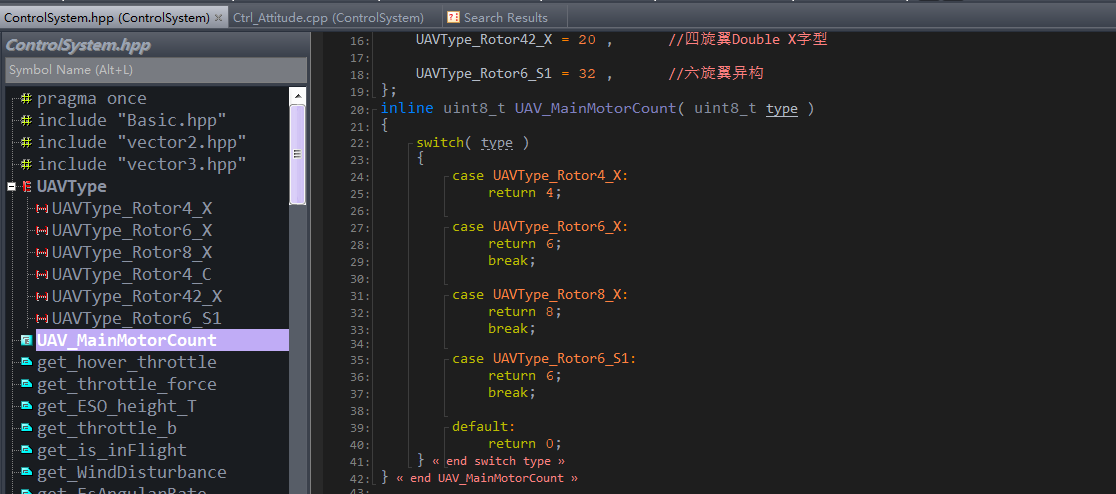 ControlSystem.hpp (ControlSystem) × Ctrl_Attitude.cpp (ControlSystem) Search Results
ControlSystem.hpp
Symbol Name (Alt+L)
pragma once
include "Basic.hpp"
include "vector2.hpp"
include "vector3.hpp"
UAVType
UAVType_Rotor4_X
UAVType_Rotor6_X
UAVType_Rotor8_X
UAVType_Rotor4_C
UAVType_Rotor42_X
UAVType_Rotor6_S1
UAV_MainMotorCount
get_hover_throttle
get_throttle_force
get_ESO_height_T
get_throttle_b
get_is_inFlight
get_WindDisturbance
get_EsAngularRate
16: UAVType_Rotor42_X = 20 , //四旋翼Double X字型
17:
18: UAVType_Rotor6_S1 = 32 , //六旋翼异构
19: };
20: inline uint8_t UAV_MainMotorCount( uint8_t type )
21: {
22: switch( type )
23: {
24: case UAVType_Rotor4_X:
25: return 4;
26:
27: case UAVType_Rotor6_X:
28: return 6;
29: break;
30:
31: case UAVType_Rotor8_X:
32: return 8;
33: break;
34:
35: case UAVType_Rotor6_S1:
36: return 6;
37: break;
38:
39: default:
40: return 0;
41: } « end switch type »
42: } « end UAV_MainMotorCount »
43: